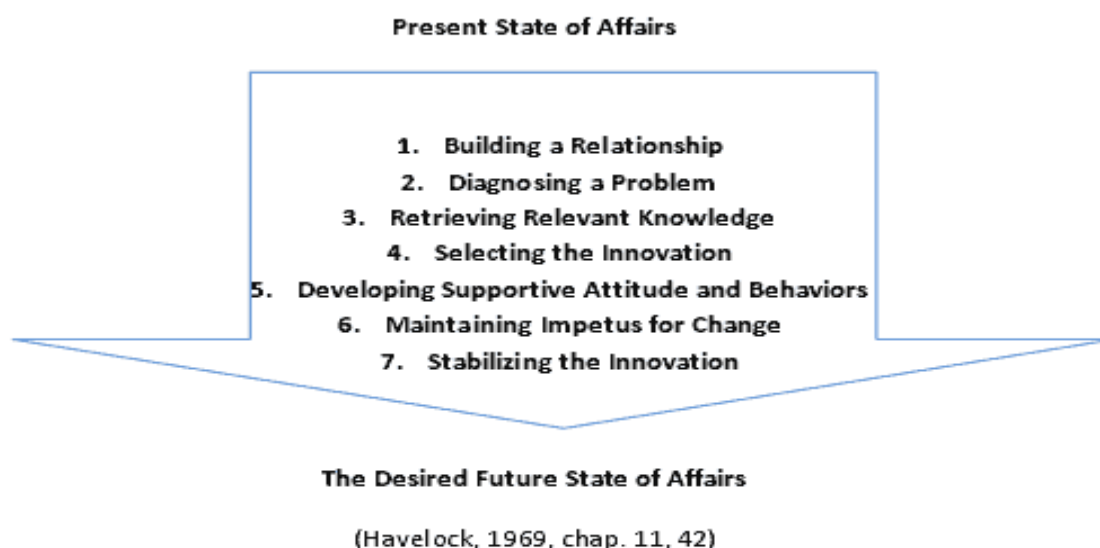 Present State of Affairs
1. Building a Relationship
2. Diagnosing a Problem
3. Retrieving Relevant Knowledge
4. Selecting the Innovation
5. Developing Supportive Attitude and Behaviors
6. Maintaining Impetus for Change
7. Stabilizing the Innovation
The Desired Future State of Affairs
(Havelock, 1969, chap. 11, 42)